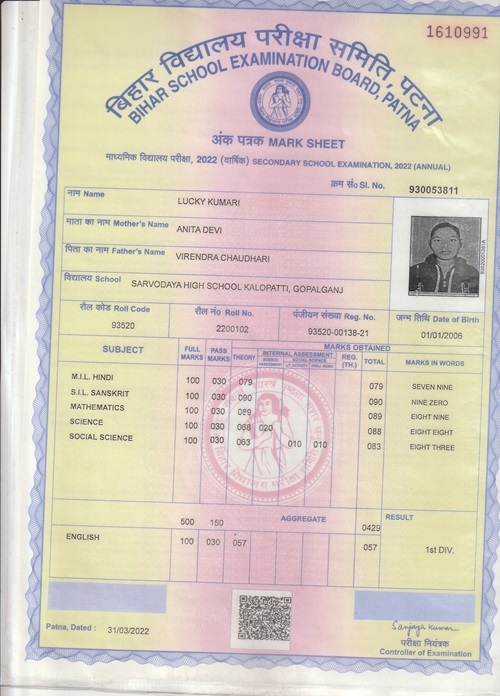 1610991
बिहार विद्यालय परीक्षा समिति, पटना
BIHAR SCHOOL EXAMINATION BOARD, PATNA
अंक पत्रक MARK SHEET
माध्यमिक विद्यालय परीक्षा, 2022 (वार्षिक) SECONDARY SCHOOL EXAMINATION, 2022 (ANNUAL)
क्रम सं० Sl. No. 930053811
नाम Name LUCKY KUMARI
माता का नाम Mother's Name ANITA DEVI
पिता का नाम Father's Name VIRENDRA CHAUDHARI
विद्यालय School SARVODAYA HIGH SCHOOL KALOPATTI, GOPALGANJ
रौल कोड Roll Code रौल नं० Roll No. पंजीयन संख्या Reg. No. जन्म तिथि Date of Birth
93520 2200102 93520-00138-21 01/01/2006
SUBJECT FULL MARKS PASS MARKS MARKS OBTAINED
THEORY INTERNAL ASSESSMENT REG. (TH.) TOTAL MARKS IN WORDS
SCIENCE ASSESSMENT SOCIAL SCIENCE
M.I.L. HINDI 100 030 079 079 SEVEN NINE
S.I.L. SANSKRIT 100 030 090 090 NINE ZERO
MATHEMATICS 100 030 089 089 EIGHT NINE
SCIENCE 100 030 068 020 088 EIGHT EIGHT
SOCIAL SCIENCE 100 030 063 010 010 083 EIGHT THREE
500 150 AGGREGATE 0429 RESULT
ENGLISH 100 030 057 057 1st DIV.
Patna, Dated : 31/03/2022
Sanjay Kumar
परीक्षा नियंत्रक
Controller of Examination